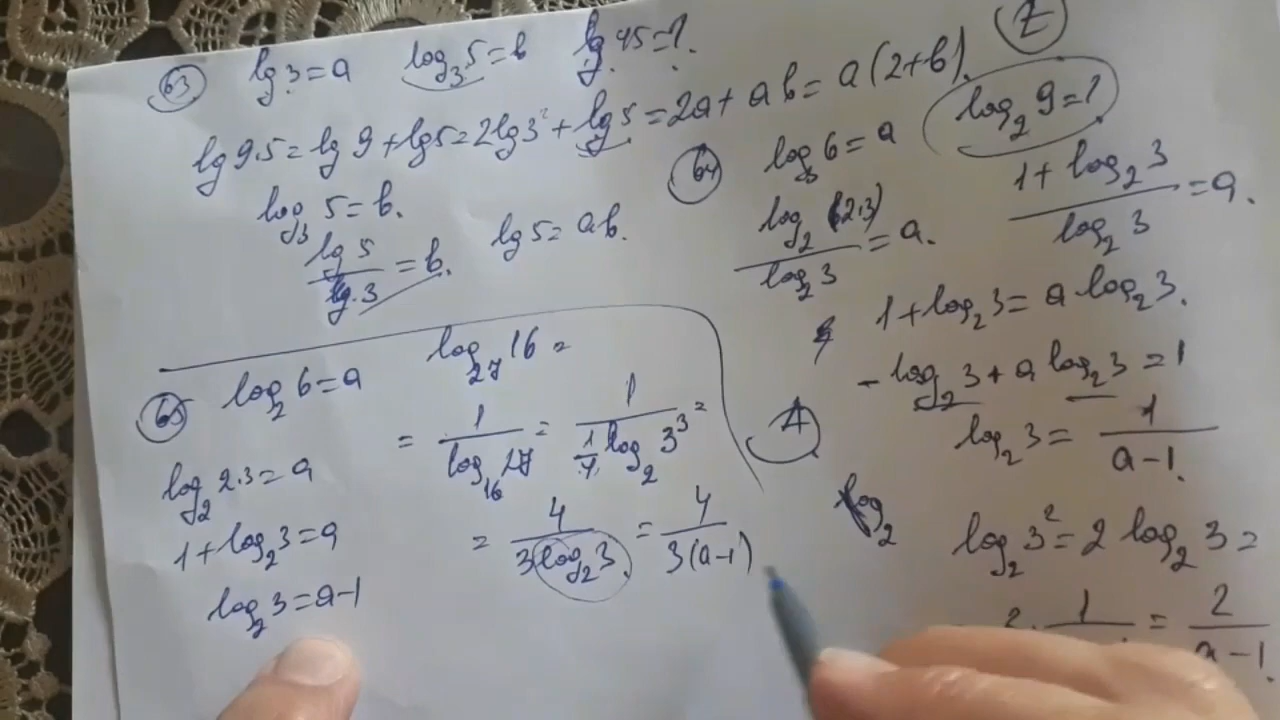 63 lg 3 = a log₃ 5 = b lg 45 = ?
lg 9·5 = lg 9 + lg 5 = 2 lg 3² + lg 5 = 2a + ab = a(2+b).
log₃ 5 = b.
lg 5 / lg 3 = b. lg 5 = ab.
E
64 log₃ 6 = a log₂ 9 = ?
log₂ (2·3) / log₂ 3 = a. 1 + log₂ 3 / log₂ 3 = a.
1 + log₂ 3 = a log₂ 3.
- log₂ 3 + a log₂ 3 = 1
A log₂ 3 = 1 / a-1.
log₂
log₂ 3² = 2 log₂ 3 =
2· 1 = 2 / a-1.
65 log₂ 6 = a log₂₇ 16 =
= 1 / log₁₆ 27 = 1 / log₂ 3³ =
log₂ 2·3 = a
1 + log₂ 3 = a = 4 / 3 log₂ 3 = 4 / 3(a-1)
log₂ 3 = a-1